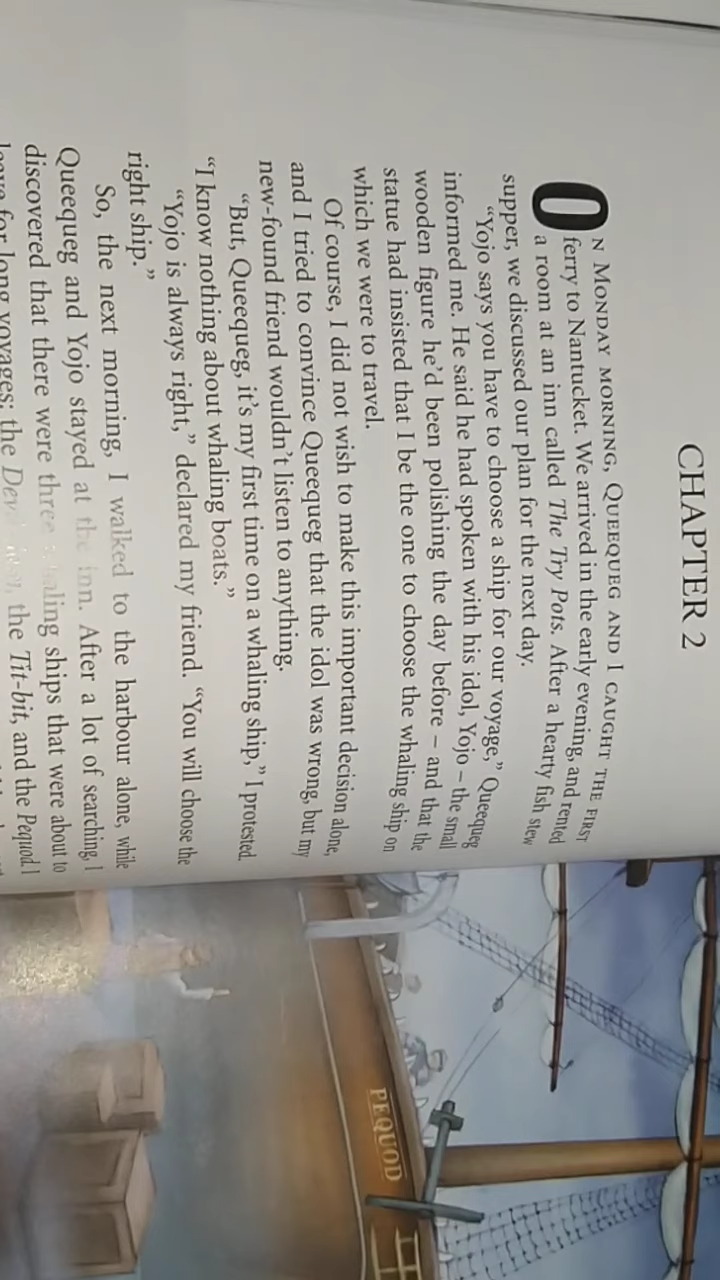 CHAPTER 2
ON MONDAY MORNING, QUEEQUEG AND I CAUGHT THE FIRST
ferry to Nantucket. We arrived in the early evening, and rented
a room at an inn called The Try Pots. After a hearty fish stew
supper, we discussed our plan for the next day.
“Yojo says you have to choose a ship for our voyage,” Queequeg
informed me. He said he had spoken with his idol, Yojo – the small
wooden figure he’d been polishing the day before – and that the
statue had insisted that I be the one to choose the whaling ship on
which we were to travel.
Of course, I did not wish to make this important decision alone,
and I tried to convince Queequeg that the idol was wrong, but my
new-found friend wouldn’t listen to anything.
“But, Queequeg, it’s my first time on a whaling ship,” I protested.
“I know nothing about whaling boats.”
“Yojo is always right,” declared my friend. “You will choose the
right ship.”
So, the next morning, I walked to the harbour alone, while
Queequeg and Yojo stayed at the inn. After a lot of searching, I
discovered that there were three whaling ships that were about to
leave for long voyages: the the Tit-bit, and the Pequod. I
PEQUOD